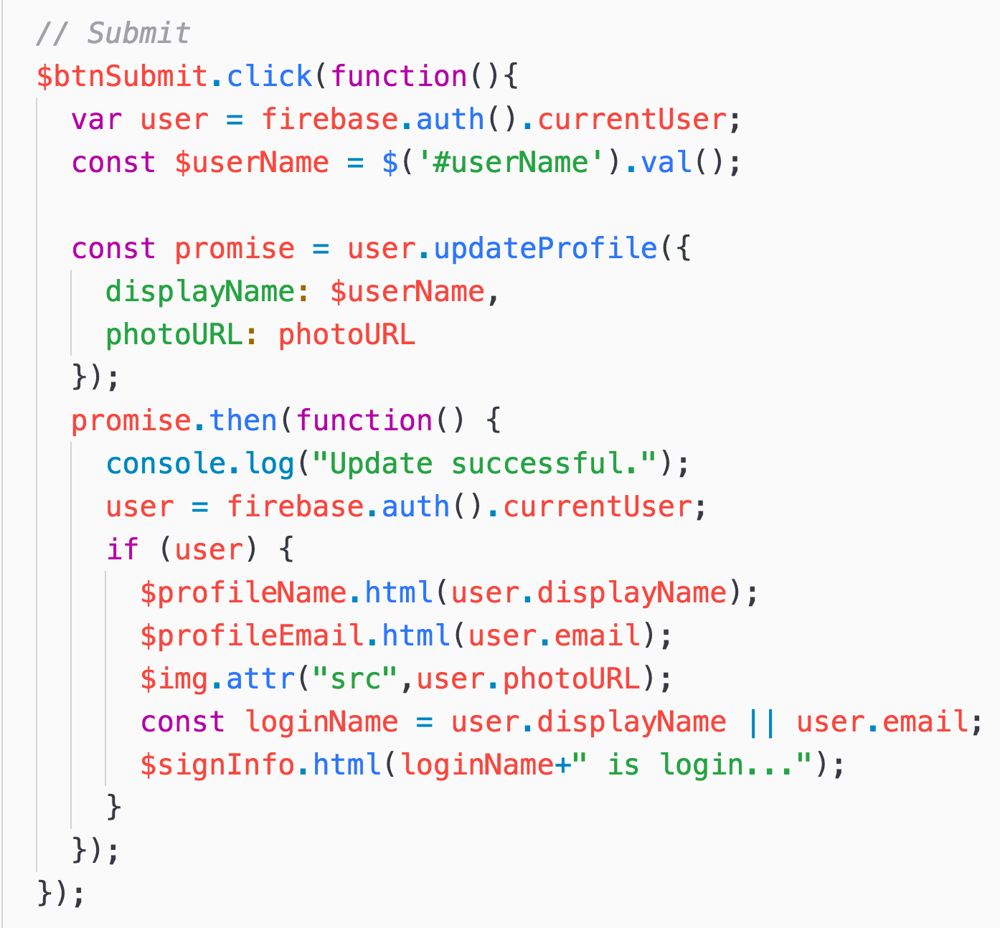 // Submit
$btnSubmit.click(function(){
  var user = firebase.auth().currentUser;
  const $userName = $('#userName').val();

  const promise = user.updateProfile({
    displayName: $userName,
    photoURL: photoURL
  });
  promise.then(function() {
    console.log("Update successful.");
    user = firebase.auth().currentUser;
    if (user) {
      $profileName.html(user.displayName);
      $profileEmail.html(user.email);
      $img.attr("src",user.photoURL);
      const loginName = user.displayName || user.email;
      $signInfo.html(loginName+" is login...");
    }
  });
});